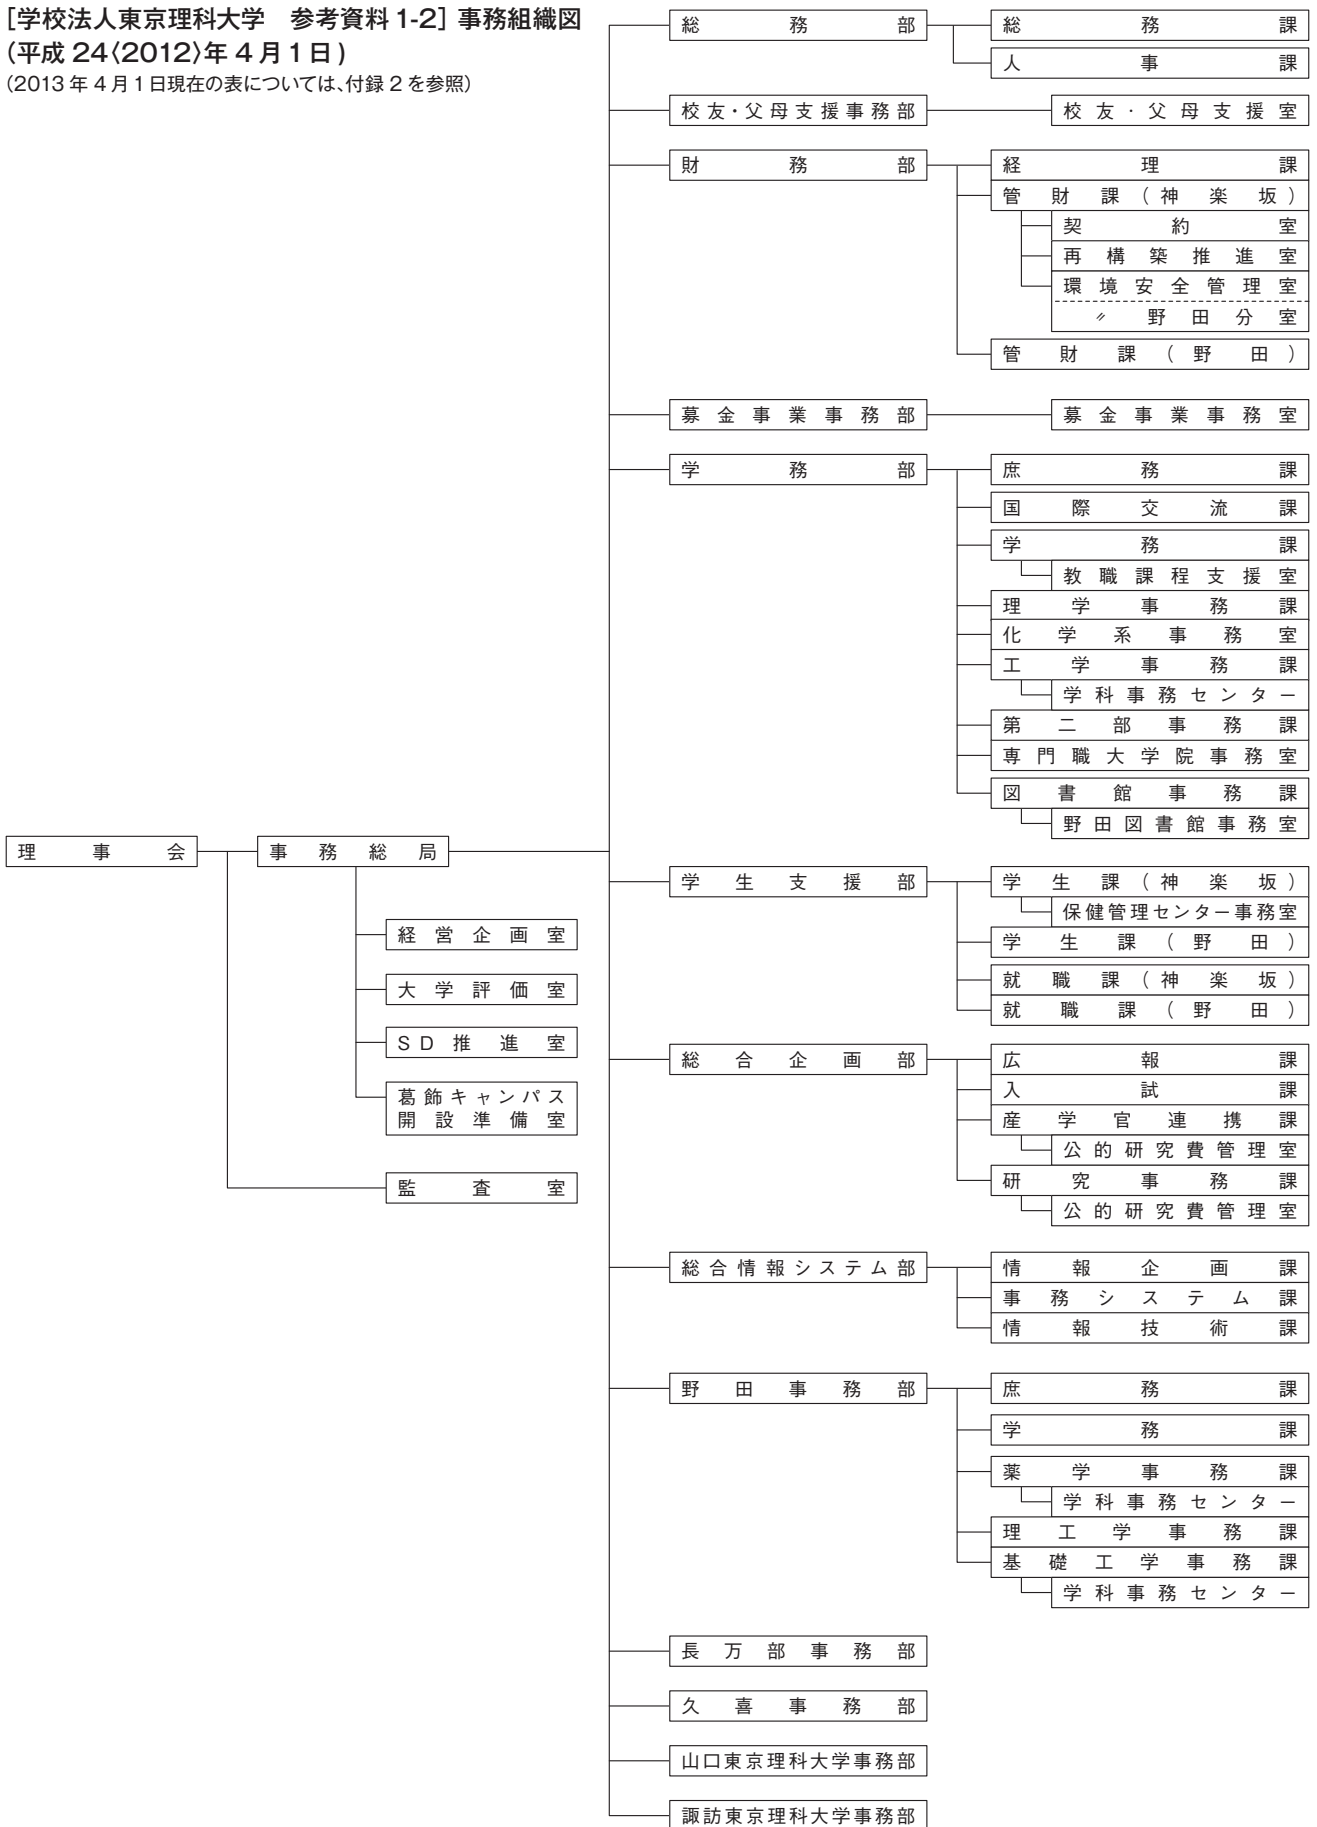 [学校法人東京理科大学　参考資料1-2] 事務組織図
(平成24〈2012〉年4月1日)
(2013年4月1日現在の表については、付録2を参照)
理事会
事務総局
経営企画室
大学評価室
SD推進室
葛飾キャンパス
開設準備室
監査室
総務部
総務課
人事課
校友・父母支援事務部
校友・父母支援室
財務部
経理課
管財課(神楽坂)
契約室
再構築推進室
環境安全管理室
〃 野田分室
管財課(野田)
募金事業事務部
募金事業事務室
学務部
庶務課
国際交流課
学務課
教職課程支援室
理学事務課
化学系事務室
工学事務課
学科事務センター
第二部事務課
専門職大学院事務室
図書館事務課
野田図書館事務室
学生支援部
学生課(神楽坂)
保健管理センター事務室
学生課(野田)
就職課(神楽坂)
就職課(野田)
総合企画部
広報課
入試課
産学官連携課
公的研究費管理室
研究事務課
公的研究費管理室
総合情報システム部
情報企画課
事務システム課
情報技術課
野田事務部
庶務課
学務課
薬学事務課
学科事務センター
理工学事務課
基礎工学事務課
学科事務センター
長万部事務部
久喜事務部
山口東京理科大学事務部
諏訪東京理科大学事務部